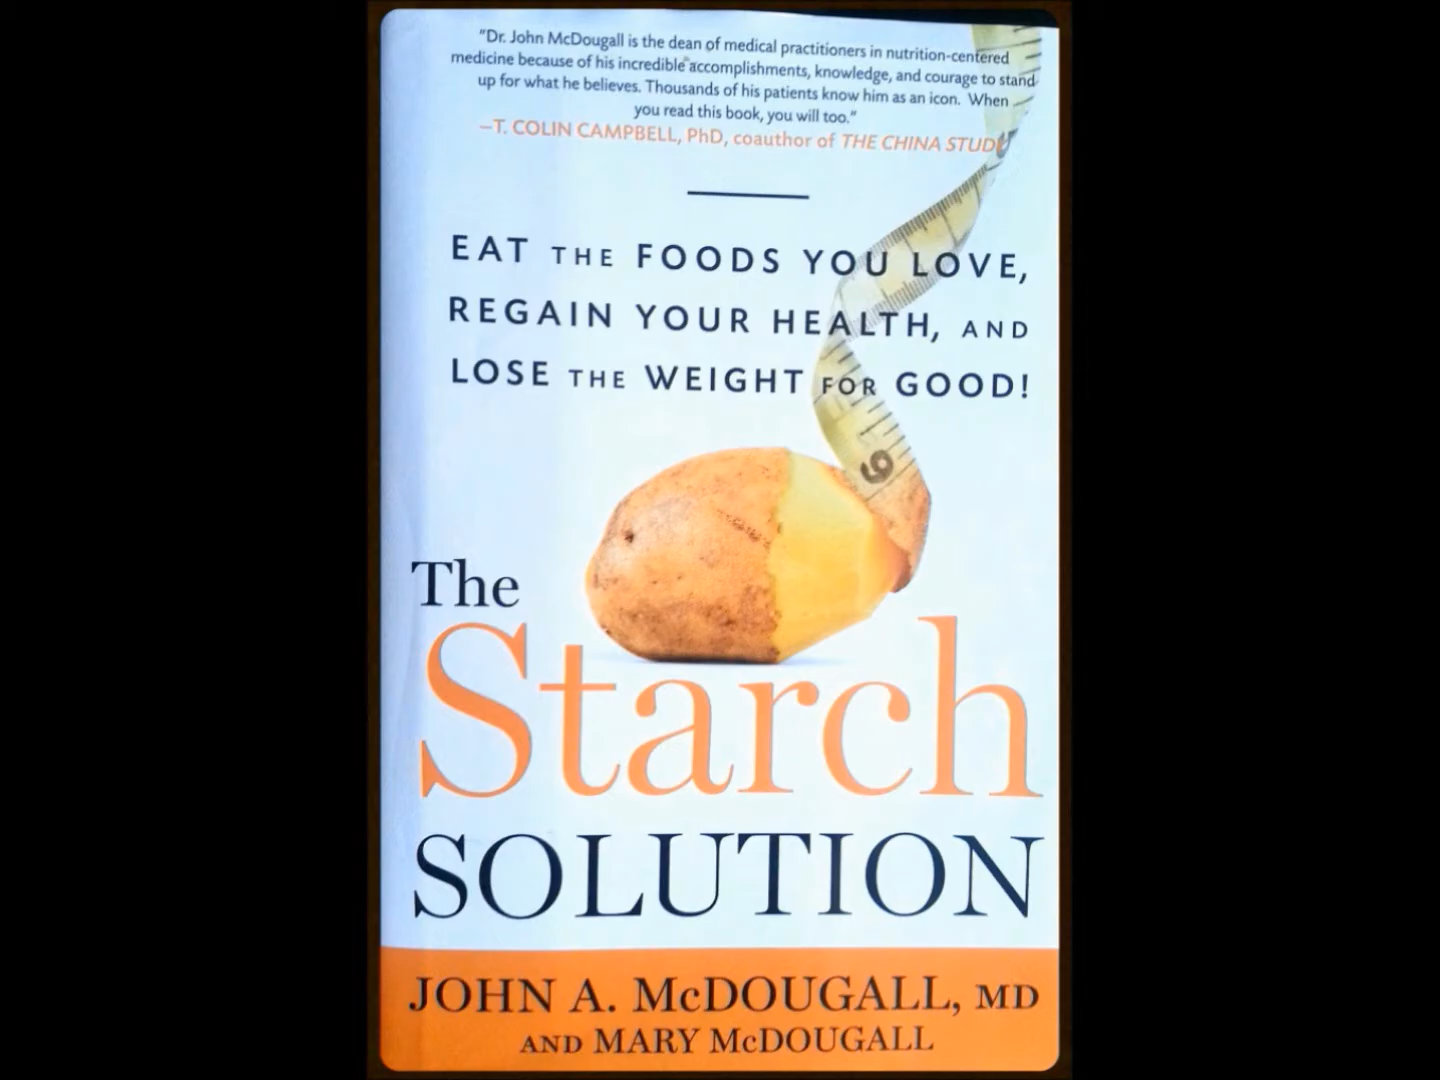 "Dr. John McDougall is the dean of medical practitioners in nutrition-centered
medicine because of his incredible accomplishments, knowledge, and courage to stand
up for what he believes. Thousands of his patients know him as an icon. When
you read this book, you will too."
—T. COLIN CAMPBELL, PhD, coauthor of THE CHINA STUDY
EAT THE FOODS YOU LOVE,
REGAIN YOUR HEALTH, AND
LOSE THE WEIGHT FOR GOOD!
9
The
Starch
SOLUTION
JOHN A. McDOUGALL, MD
AND MARY McDOUGALL